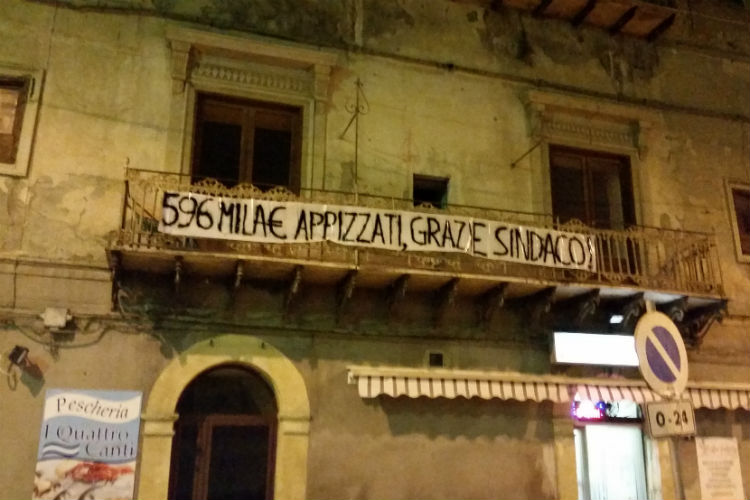 596 MILA€ APPIZZATI, GRAZIE SINDACO!
Pescheria
I Quattro
Canti
0-24